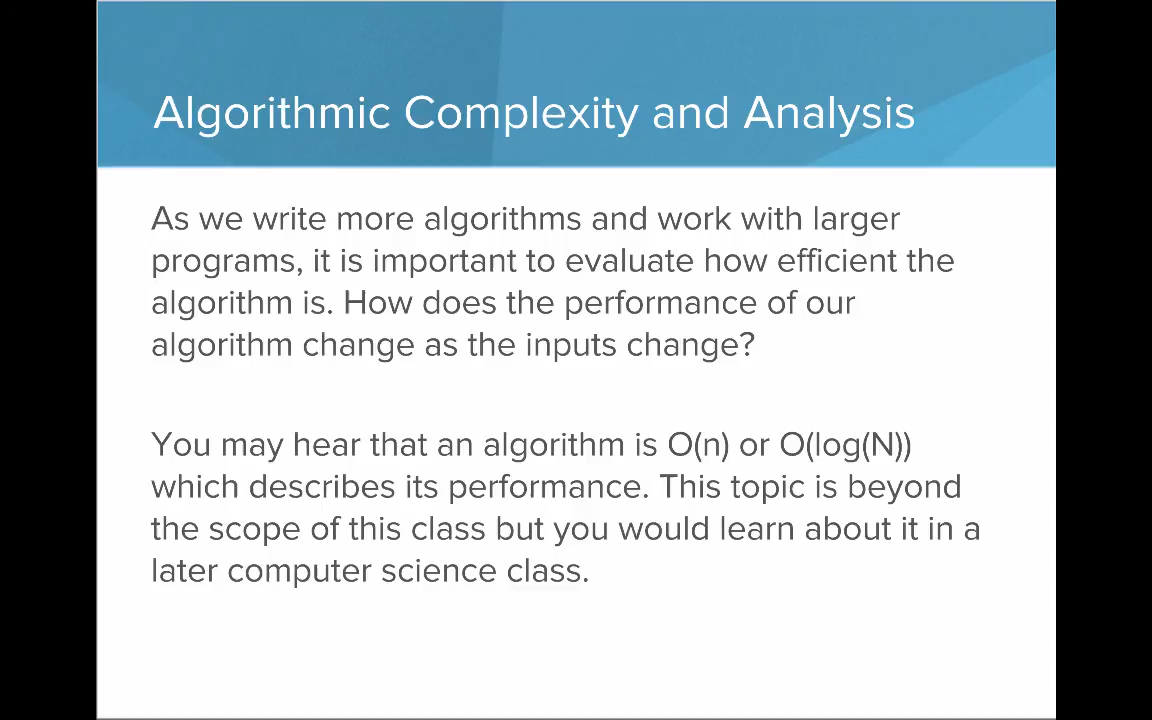 Algorithmic Complexity and Analysis
As we write more algorithms and work with larger
programs, it is important to evaluate how efficient the
algorithm is. How does the performance of our
algorithm change as the inputs change?
You may hear that an algorithm is O(n) or O(log(N))
which describes its performance. This topic is beyond
the scope of this class but you would learn about it in a
later computer science class.